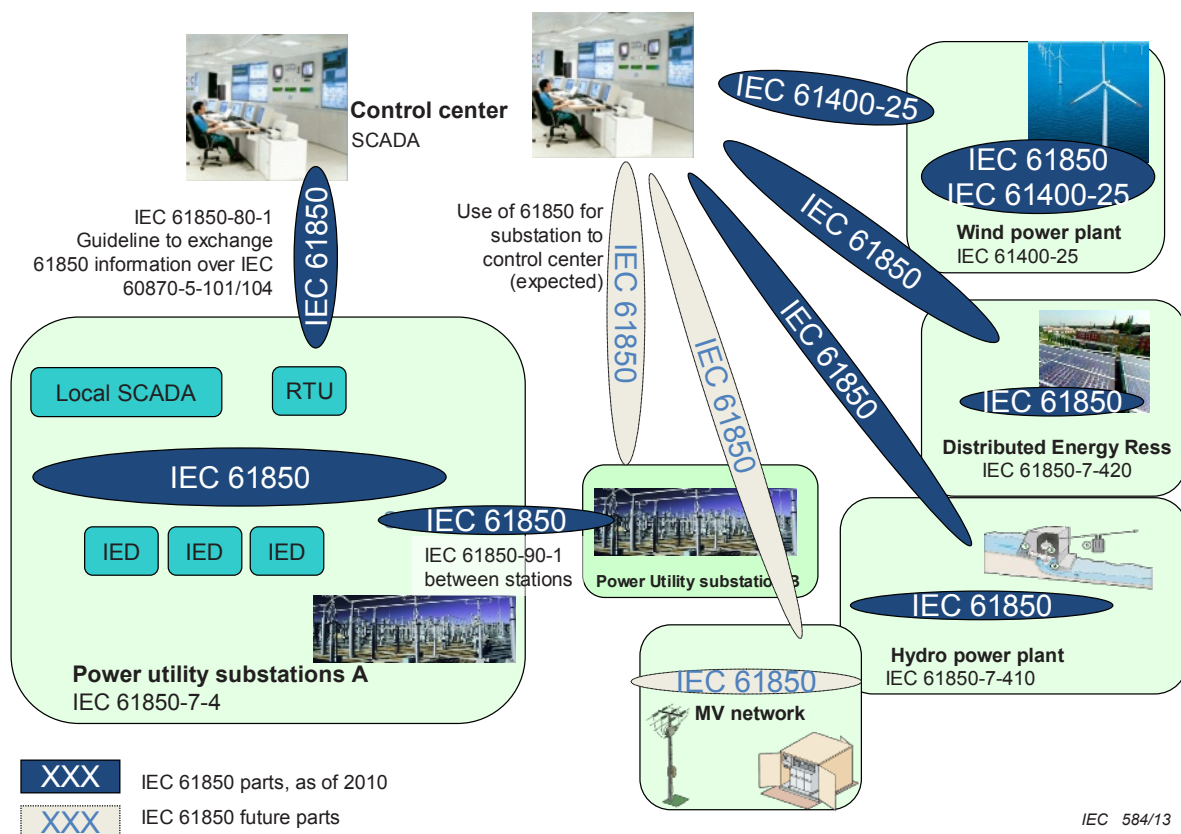 Control center
SCADA
IEC 61850-80-1
Guideline to exchange
61850 information over IEC
60870-5-101/104
IEC 61850
Use of 61850 for
substation to
control center
(expected)
IEC 61850
IEC 61850
IEC 61850
IEC 61850
IEC 61400-25
IEC 61850
IEC 61400-25
Wind power plant
IEC 61400-25
IEC 61850
Distributed Energy Ress
IEC 61850-7-420
Local SCADA
RTU
IEC 61850
IED
IED
IED
IEC 61850
IEC 61850-90-1
between stations
Power utility substations A
IEC 61850-7-4
Power Utility substation B
IEC 61850
Hydro power plant
IEC 61850-7-410
IEC 61850
MV network
XXX
IEC 61850 parts, as of 2010
XXX
IEC 61850 future parts
IEC 584/13